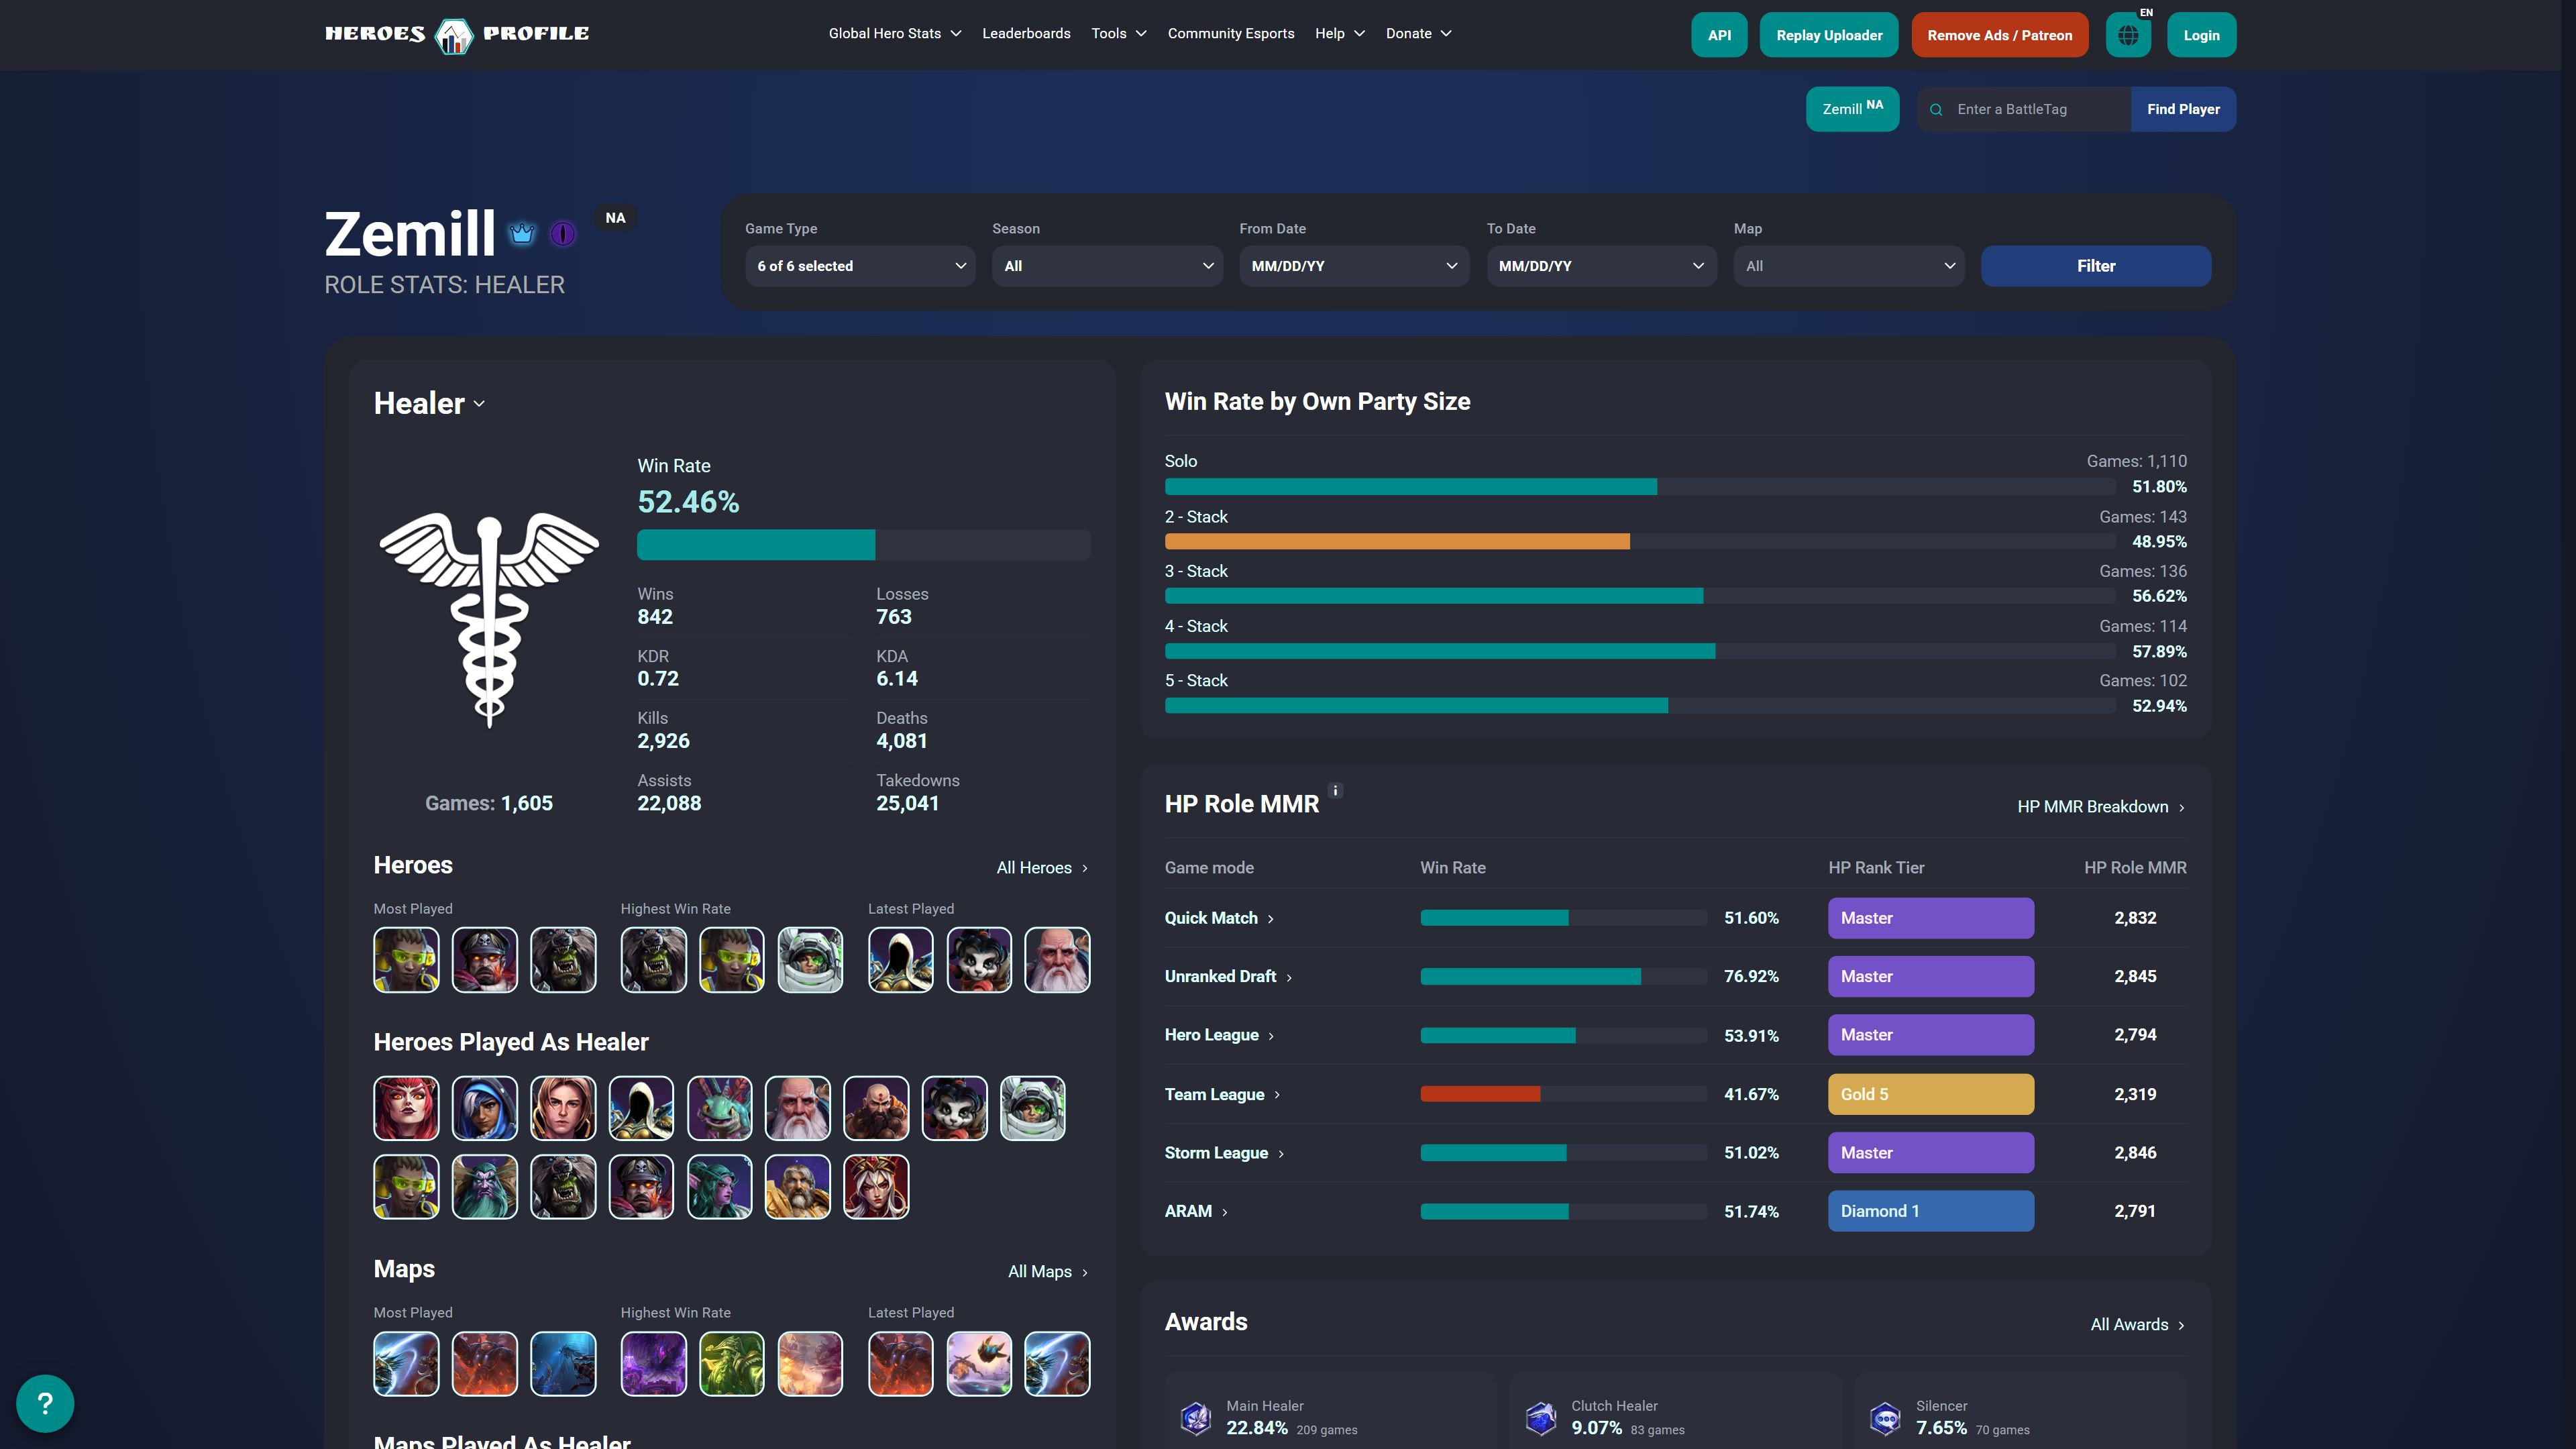 HEROES PROFILE
Global Hero Stats
Leaderboards
Tools
Community Esports
Help
Donate
API
Replay Uploader
Remove Ads / Patreon
EN
Login
Zemill NA
Enter a BattleTag
Find Player
Zemill
NA
ROLE STATS: HEALER
Game Type
Season
From Date
To Date
Map
6 of 6 selected
All
MM/DD/YY
MM/DD/YY
All
Filter
Healer
Win Rate
52.46%
Wins
Losses
842
763
KDR
KDA
0.72
6.14
Kills
Deaths
2,926
4,081
Assists
Takedowns
22,088
25,041
Games: 1,605
Heroes
All Heroes
Most Played
Highest Win Rate
Latest Played
Heroes Played As Healer
Maps
All Maps
Most Played
Highest Win Rate
Latest Played
Maps Played As Healer
?
Win Rate by Own Party Size
Solo
Games: 1,110
51.80%
2 - Stack
Games: 143
48.95%
3 - Stack
Games: 136
56.62%
4 - Stack
Games: 114
57.89%
5 - Stack
Games: 102
52.94%
HP Role MMR i
HP MMR Breakdown
Game mode
Win Rate
HP Rank Tier
HP Role MMR
Quick Match
51.60%
Master
2,832
Unranked Draft
76.92%
Master
2,845
Hero League
53.91%
Master
2,794
Team League
41.67%
Gold 5
2,319
Storm League
51.02%
Master
2,846
ARAM
51.74%
Diamond 1
2,791
Awards
All Awards
Main Healer
22.84% 209 games
Clutch Healer
9.07% 83 games
Silencer
7.65% 70 games